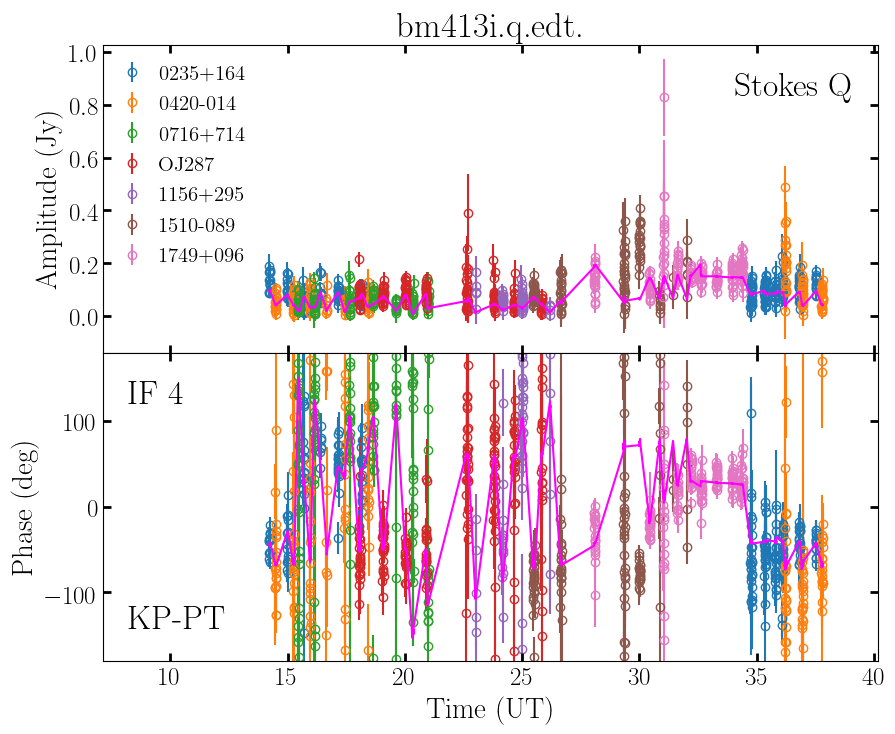 bm413i.q.edt.
Amplitude (Jy)
1.0
0.8
0.6
0.4
0.2
0.0
0235+164
0420-014
0716+714
OJ287
1156+295
1510-089
1749+096
Stokes Q
Phase (deg)
100
0
−100
IF 4
KP-PT
10 15 20 25 30 35 40
Time (UT)